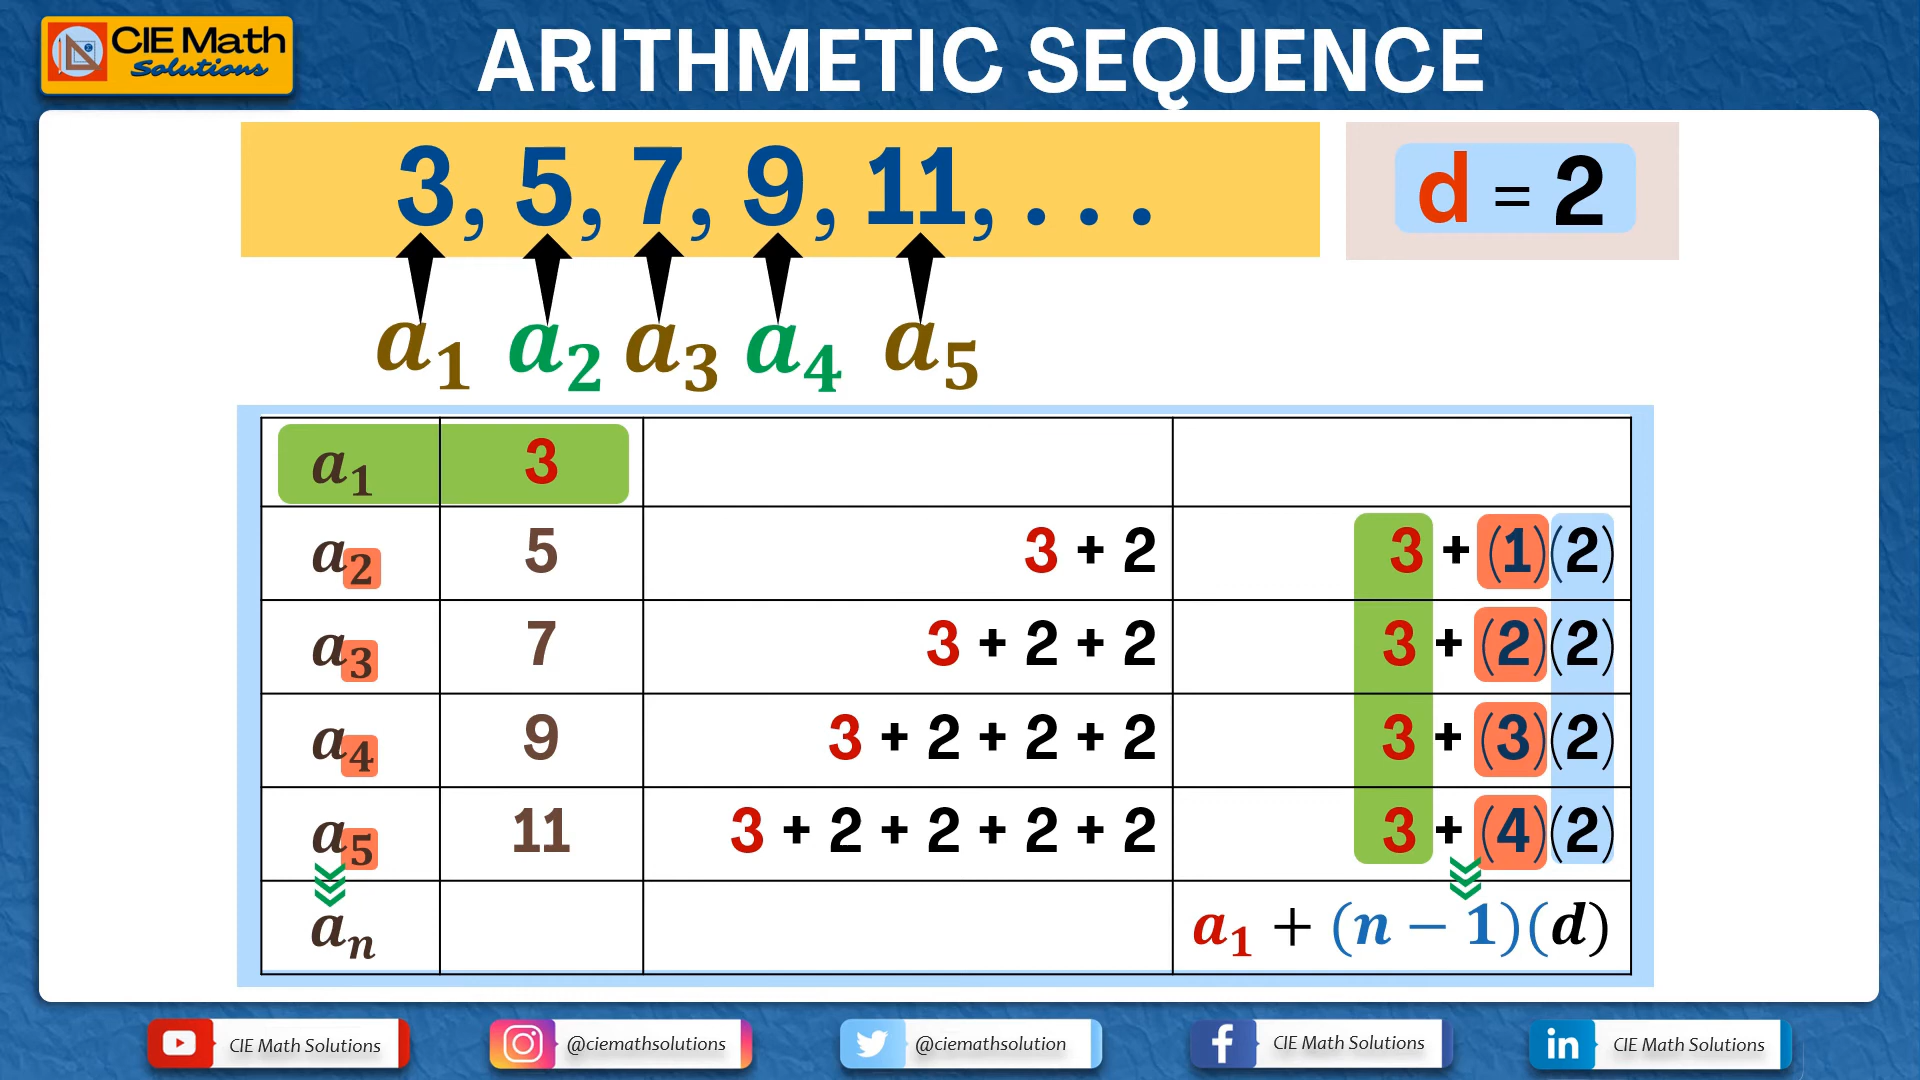 CIE Math
Solutions
ARITHMETIC SEQUENCE
3, 5, 7, 9, 11, . . .
d = 2
a₁ a₂ a₃ a₄ a₅
a₁ 3
a₂ 5 3 + 2 3 + (1)(2)
a₃ 7 3 + 2 + 2 3 + (2)(2)
a₄ 9 3 + 2 + 2 + 2 3 + (3)(2)
a₅ 11 3 + 2 + 2 + 2 + 2 3 + (4)(2)
aₙ a₁ + (n − 1)(d)
CIE Math Solutions
@ciemathsolutions
@ciemathsolution
CIE Math Solutions
in
CIE Math Solutions